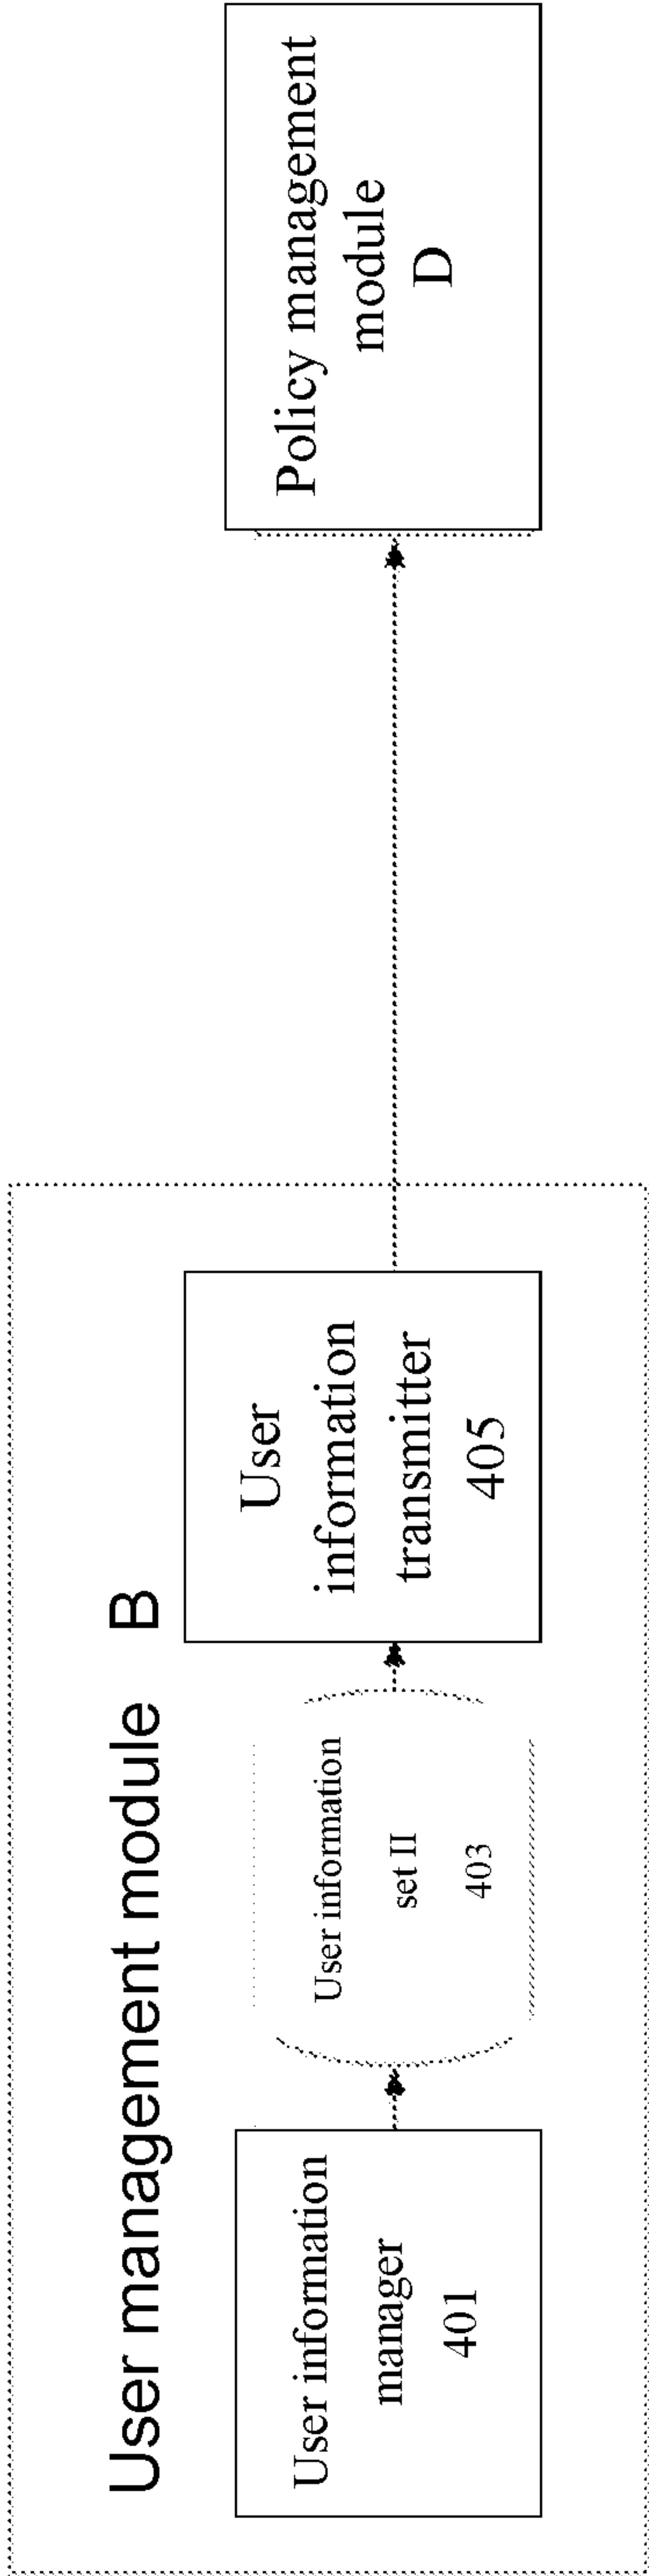 User management module B
User information
manager
401
User information
set II
403
User
information
transmitter
405
Policy management
module
D